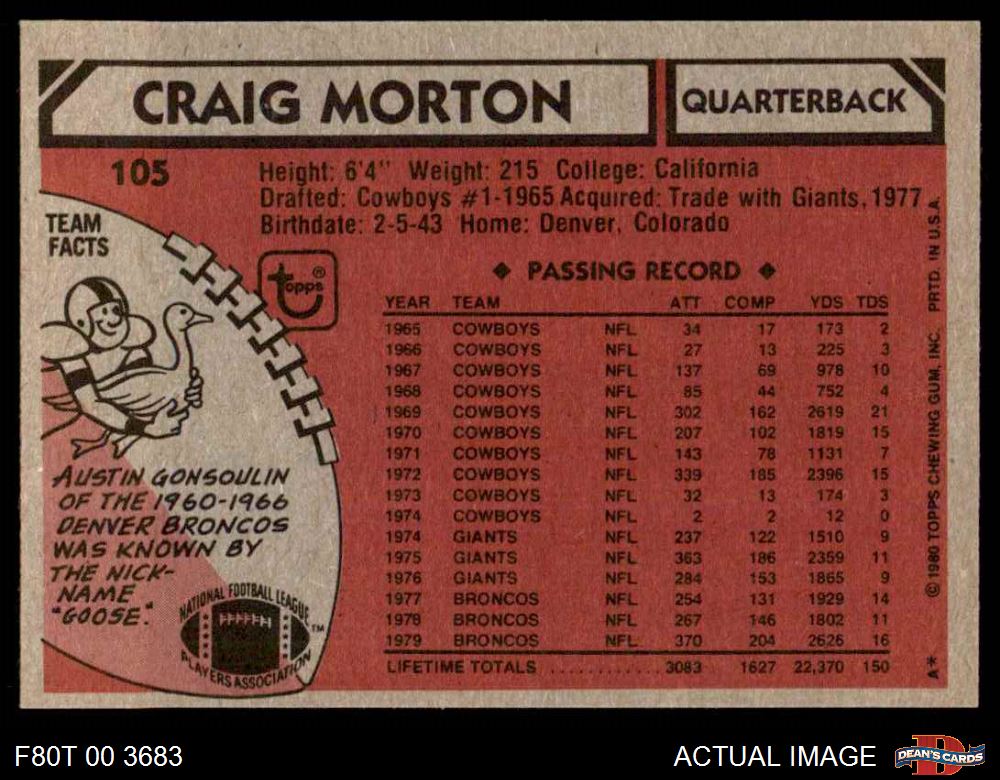 CRAIG MORTON QUARTERBACK
105
Height: 6'4" Weight: 215 College: California
Drafted: Cowboys #1-1965 Acquired: Trade with Giants, 1977
Birthdate: 2-5-43 Home: Denver, Colorado
TEAM
FACTS
topps®
AUSTIN GONSOULIN
OF THE 1960-1966
DENVER BRONCOS
WAS KNOWN BY
THE NICK-
NAME
"GOOSE."
NATIONAL FOOTBALL LEAGUE
PLAYERS ASSOCIATION
TM
◆ PASSING RECORD ◆
YEAR TEAM ATT COMP YDS TDS
1965 COWBOYS NFL 34 17 173 2
1966 COWBOYS NFL 27 13 225 3
1967 COWBOYS NFL 137 69 978 10
1968 COWBOYS NFL 85 44 752 4
1969 COWBOYS NFL 302 162 2619 21
1970 COWBOYS NFL 207 102 1819 15
1971 COWBOYS NFL 143 78 1131 7
1972 COWBOYS NFL 339 185 2396 15
1973 COWBOYS NFL 32 13 174 3
1974 COWBOYS NFL 2 2 12 0
1974 GIANTS NFL 237 122 1510 9
1975 GIANTS NFL 363 186 2359 11
1976 GIANTS NFL 284 153 1865 9
1977 BRONCOS NFL 254 131 1929 14
1978 BRONCOS NFL 267 146 1802 11
1979 BRONCOS NFL 370 204 2626 16
LIFETIME TOTALS ............ 3083 1627 22,370 150
A* © 1980 TOPPS CHEWING GUM, INC. PRTD. IN U.S.A.
F80T 00 3683
ACTUAL IMAGE
DEAN'S CARDS